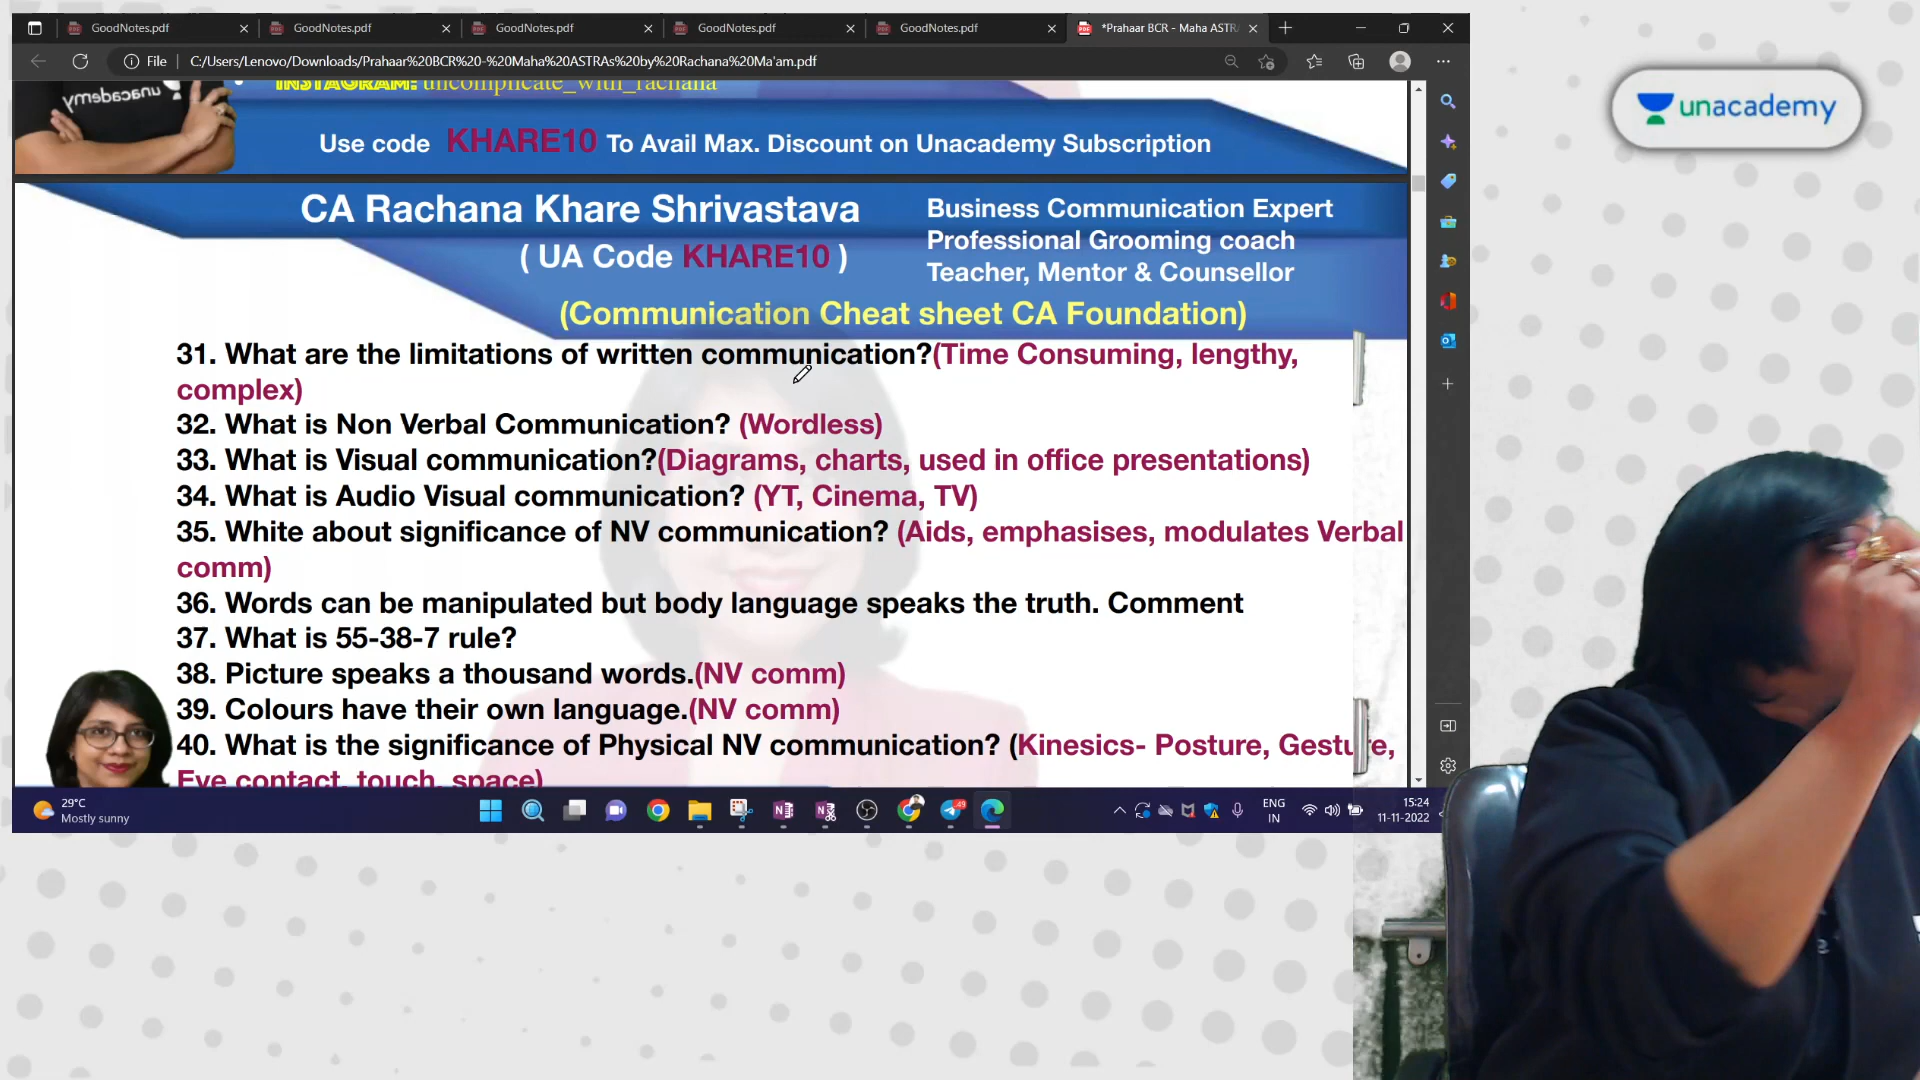 GoodNotes.pdf
GoodNotes.pdf
GoodNotes.pdf
GoodNotes.pdf
GoodNotes.pdf
*Prahaar BCR - Maha ASTR
File C:/Users/Lenovo/Downloads/Prahaar%20BCR%20-%20Maha%20ASTRAs%20by%20Rachana%20Ma'am.pdf
unacademy
unacademy
INSTAGRAM: uncomplicate_with_rachana
Use code KHARE10 To Avail Max. Discount on Unacademy Subscription
CA Rachana Khare Shrivastava
( UA Code KHARE10 )
Business Communication Expert
Professional Grooming coach
Teacher, Mentor & Counsellor
(Communication Cheat sheet CA Foundation)
31. What are the limitations of written communication?(Time Consuming, lengthy,
complex)
32. What is Non Verbal Communication? (Wordless)
33. What is Visual communication?(Diagrams, charts, used in office presentations)
34. What is Audio Visual communication? (YT, Cinema, TV)
35. White about significance of NV communication? (Aids, emphasises, modulates Verbal
comm)
36. Words can be manipulated but body language speaks the truth. Comment
37. What is 55-38-7 rule?
38. Picture speaks a thousand words.(NV comm)
39. Colours have their own language.(NV comm)
40. What is the significance of Physical NV communication? (Kinesics- Posture, Gesture,
Eye contact, touch, space)
29°C
Mostly sunny
49
ENG
IN
15:24
11-11-2022